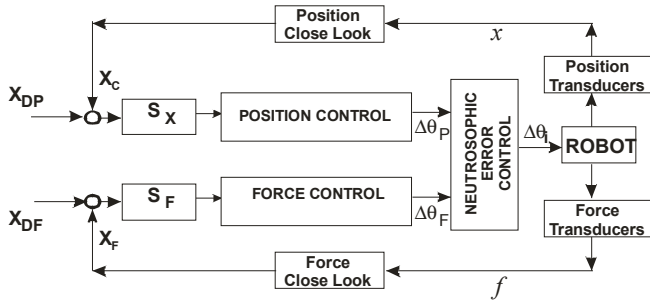 Position
Close Look
x
X_C
Position
Transducers
X_DP
S_X
POSITION CONTROL
Δθ_P
NEUTROSOPHIC
ERROR
CONTROL
Δθ_i
ROBOT
S_F
FORCE CONTROL
Δθ_F
X_DF
X_F
Force
Transducers
Force
Close Look
f